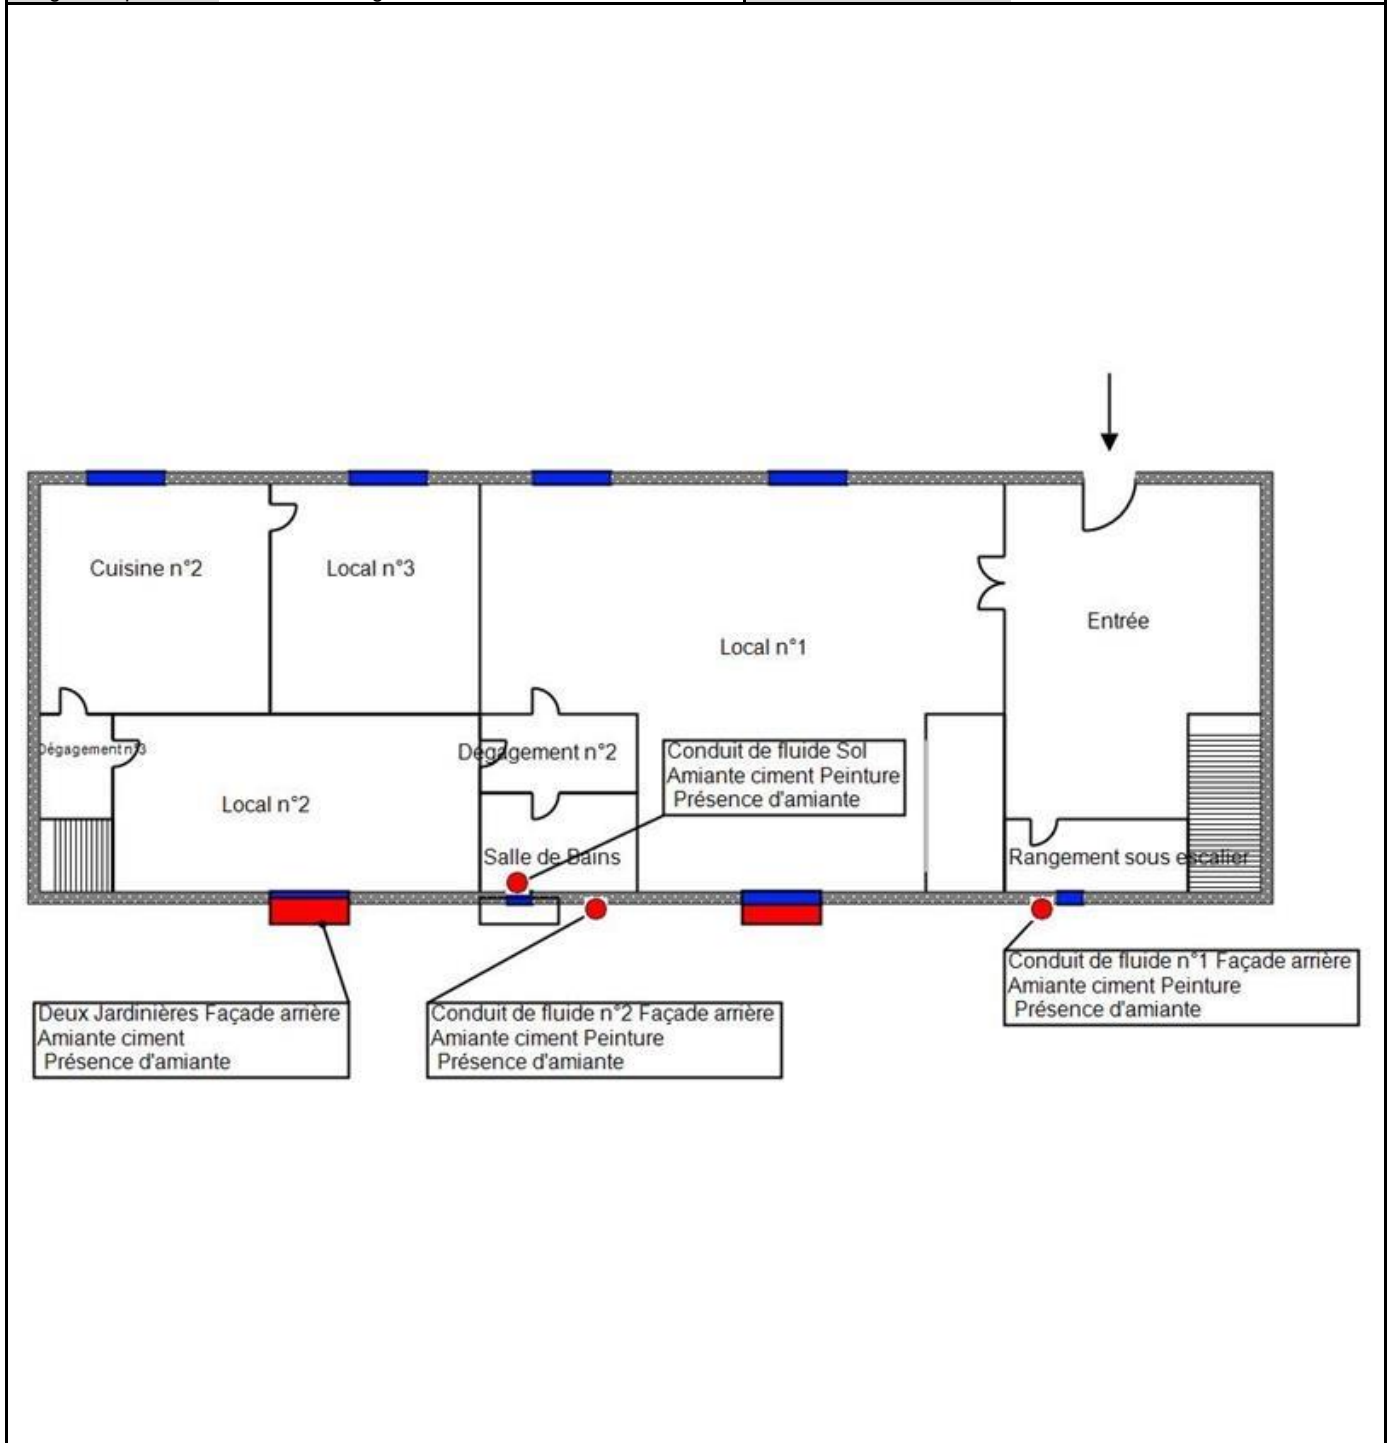 Cuisine n°2
Local n°3
Entrée
Local n°1
Dégagement n°3
Dégagement n°2
Conduit de fluide Sol
Amiante ciment Peinture
Présence d'amiante
Local n°2
Salle de Bains
Rangement sous escalier
Conduit de fluide n°1 Façade arrière
Amiante ciment Peinture
Présence d'amiante
Deux Jardinières Façade arrière
Amiante ciment
Présence d'amiante
Conduit de fluide n°2 Façade arrière
Amiante ciment Peinture
Présence d'amiante